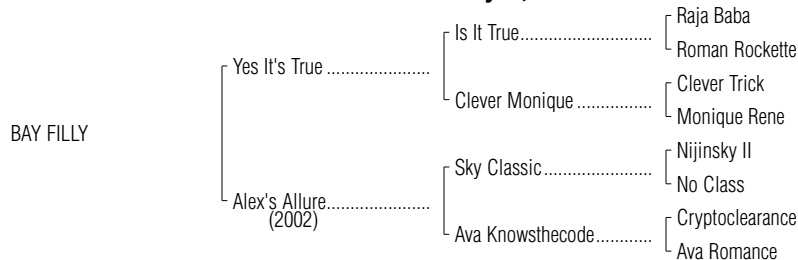 Raja Baba
Is It True
Roman Rockette
Yes It's True
Clever Trick
Clever Monique
Monique Rene
BAY FILLY
Nijinsky II
Sky Classic
No Class
Alex's Allure
(2002)
Cryptoclearance
Ava Knowsthecode
Ava Romance